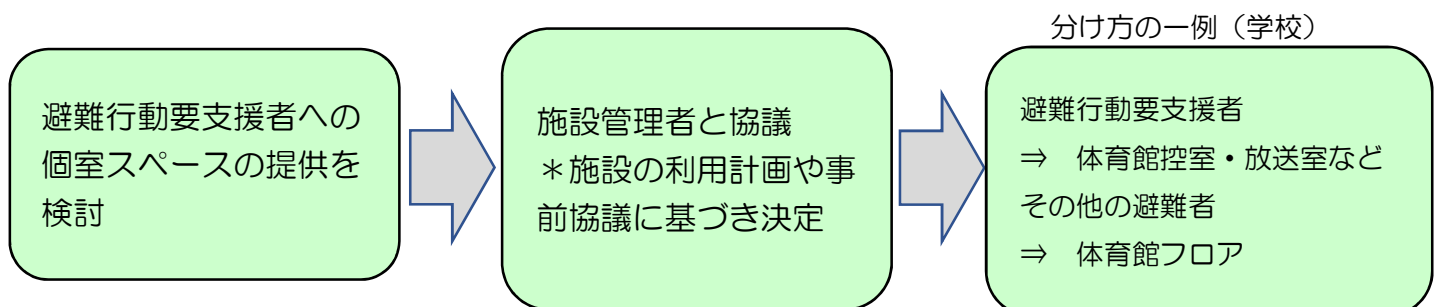 避難行動要支援者への
個室スペースの提供を
検討
施設管理者と協議
＊施設の利用計画や事
前協議に基づき決定
分け方の一例（学校）
避難行動要支援者
⇒　体育館控室・放送室など
その他の避難者
⇒　体育館フロア